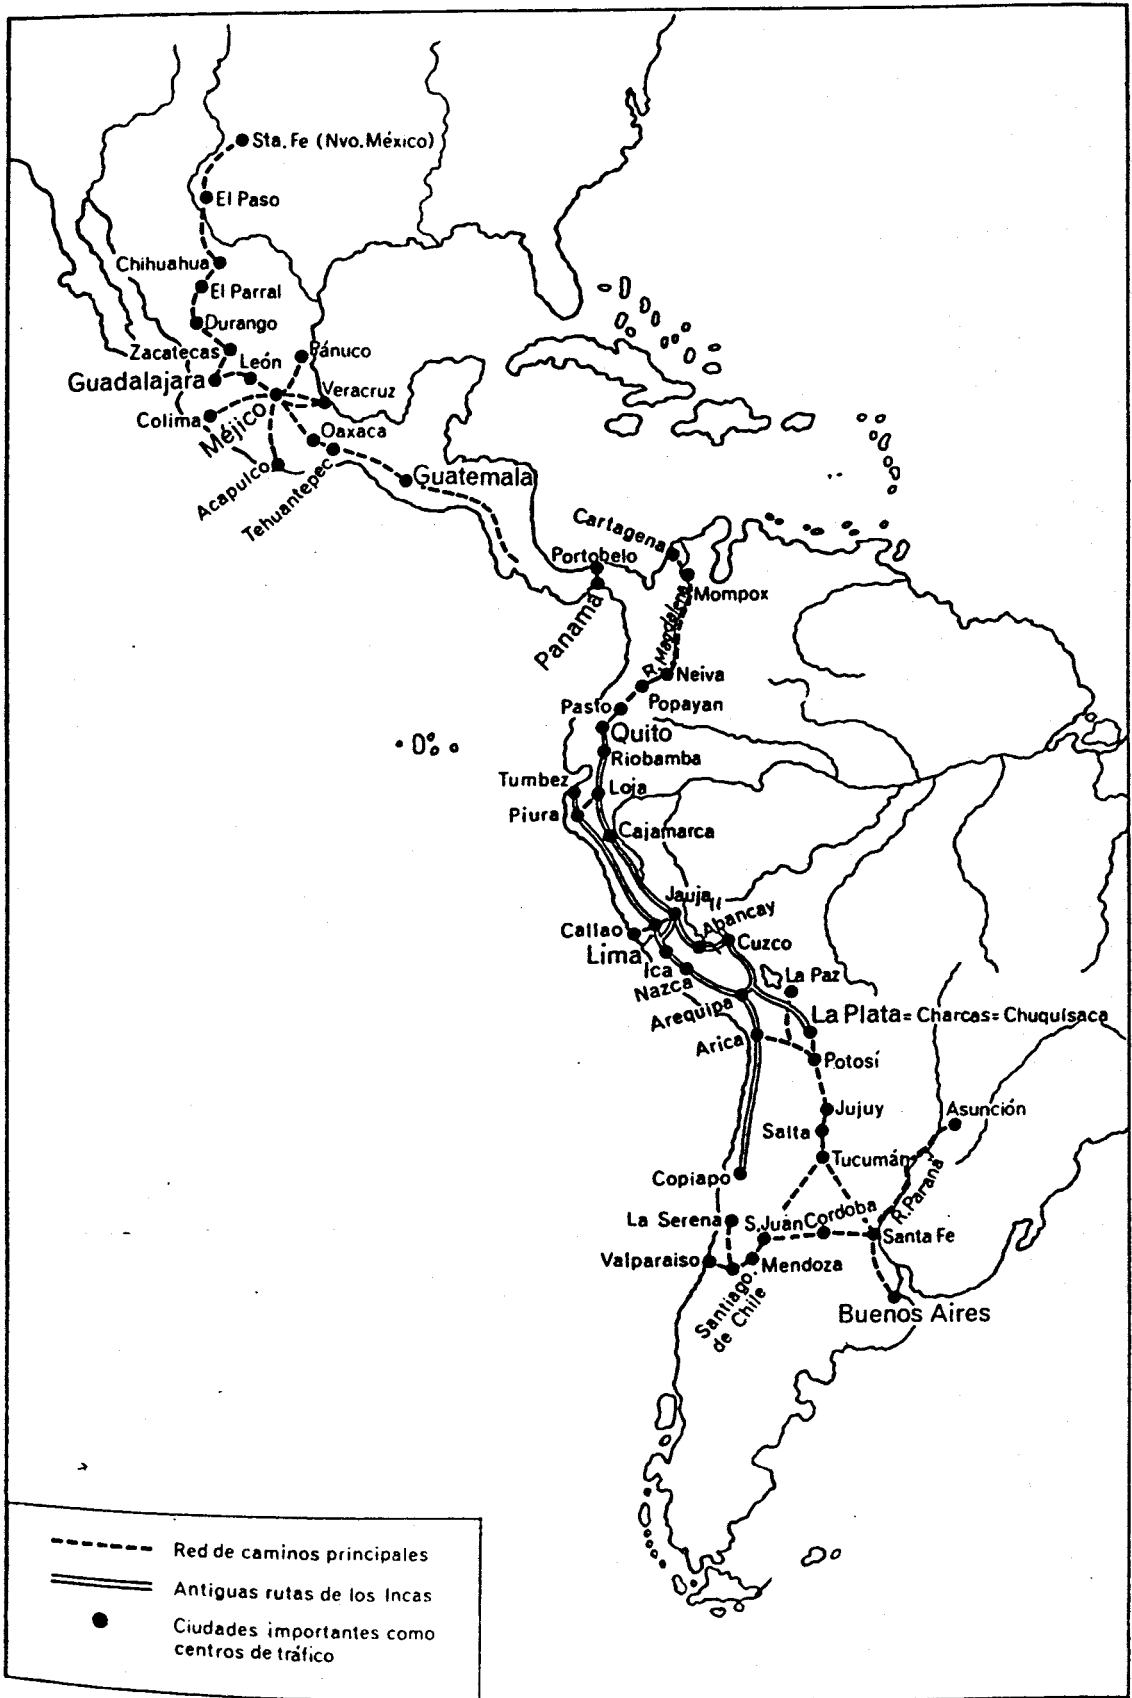 Sta. Fe (Nvo. México)
El Paso
Chihuahua
El Parral
Durango
Zacatecas
León
Pánuco
Guadalajara
Veracruz
Colima
Méjico
Oaxaca
Acapulco
Tehuantepec
Guatemala
Cartagena
Portobelo
Mompox
Panamá
R. Magdalena
Neiva
Popayan
Pasto
Quito
Riobamba
Tumbez
Loja
Piura
Cajamarca
Jauja
Abancay
Callao
Cuzco
Lima
Ica
La Paz
Nazca
Arequipa
La Plata = Charcas = Chuquisaca
Arica
Potosí
Jujuy
Asunción
Salta
Tucumán
Copiapo
R. Paraná
La Serena
S. Juan
Cordoba
Santa Fe
Valparaiso
Mendoza
Santiago.
de Chile
Buenos Aires
Red de caminos principales
Antiguas rutas de los Incas
Ciudades importantes como
centros de tráfico